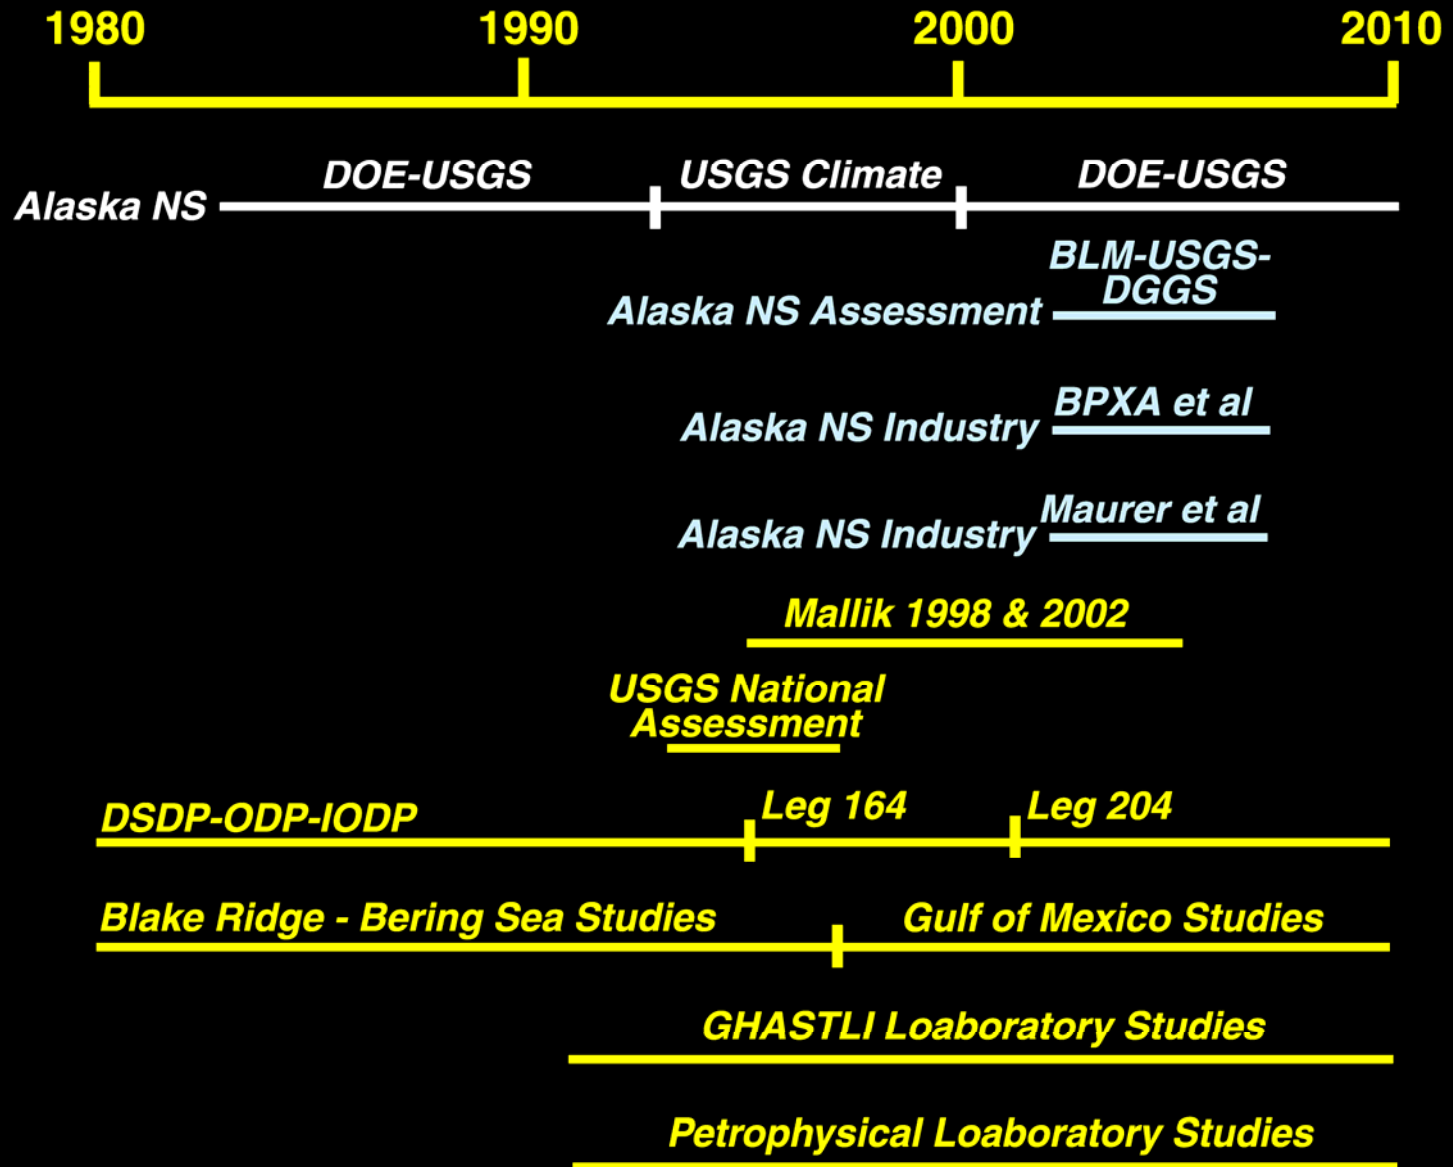 1980 1990 2000 2010
DOE-USGS USGS Climate DOE-USGS
Alaska NS
BLM-USGS-
DGGS
Alaska NS Assessment
BPXA et al
Alaska NS Industry
Maurer et al
Alaska NS Industry
Mallik 1998 & 2002
USGS National
Assessment
DSDP-ODP-IODP Leg 164 Leg 204
Blake Ridge - Bering Sea Studies Gulf of Mexico Studies
GHASTLI Loaboratory Studies
Petrophysical Loaboratory Studies